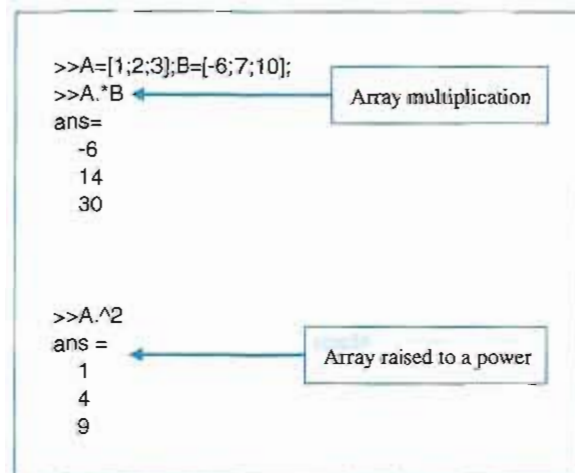 >>A=[1;2;3];B=[-6;7;10];
>>A.*B
Array multiplication
ans=
-6
14
30
>>A.^2
ans =
Array raised to a power
1
4
9